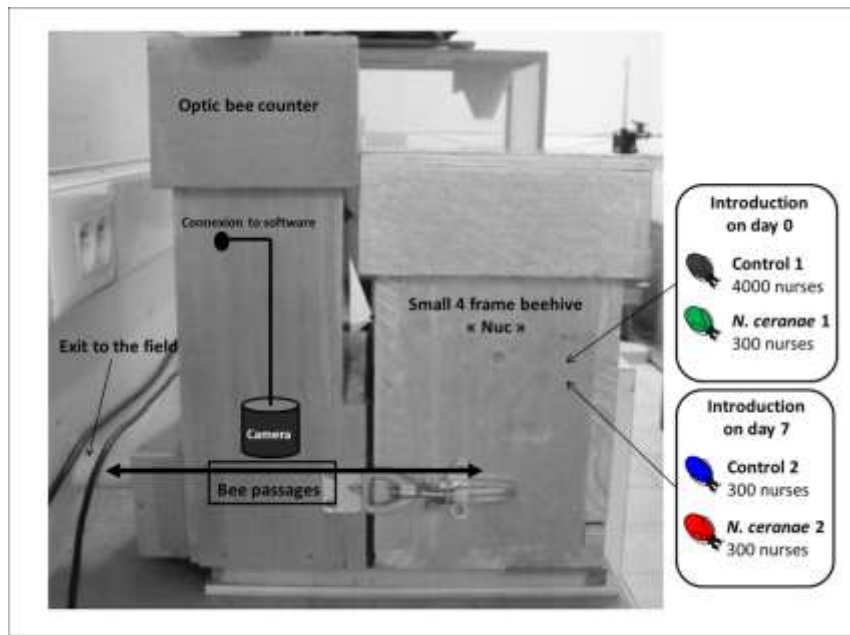 Optic bee counter
Connexion to software
Small 4 frame beehive
« Nuc »
Exit to the field
Camera
Bee passages
Introduction
on day 0
Control 1
4000 nurses
N. ceranae 1
300 nurses
Introduction
on day 7
Control 2
300 nurses
N. ceranae 2
300 nurses